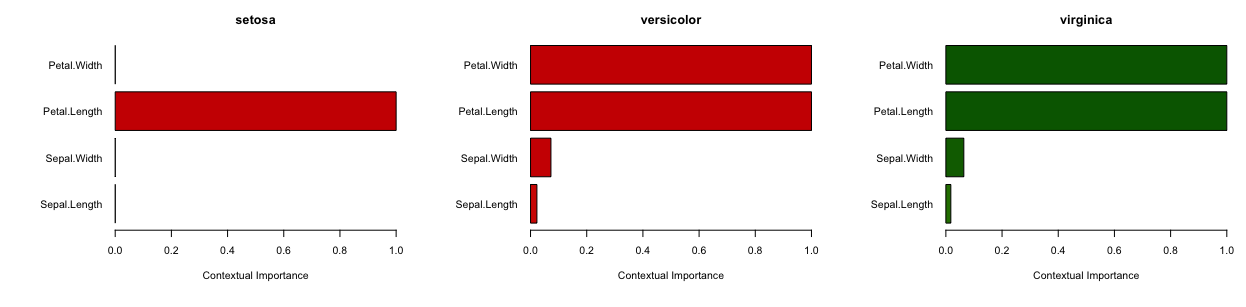 setosa
Petal.Width
Petal.Length
Sepal.Width
Sepal.Length
0.0 0.2 0.4 0.6 0.8 1.0
Contextual Importance
versicolor
Petal.Width
Petal.Length
Sepal.Width
Sepal.Length
0.0 0.2 0.4 0.6 0.8 1.0
Contextual Importance
virginica
Petal.Width
Petal.Length
Sepal.Width
Sepal.Length
0.0 0.2 0.4 0.6 0.8 1.0
Contextual Importance